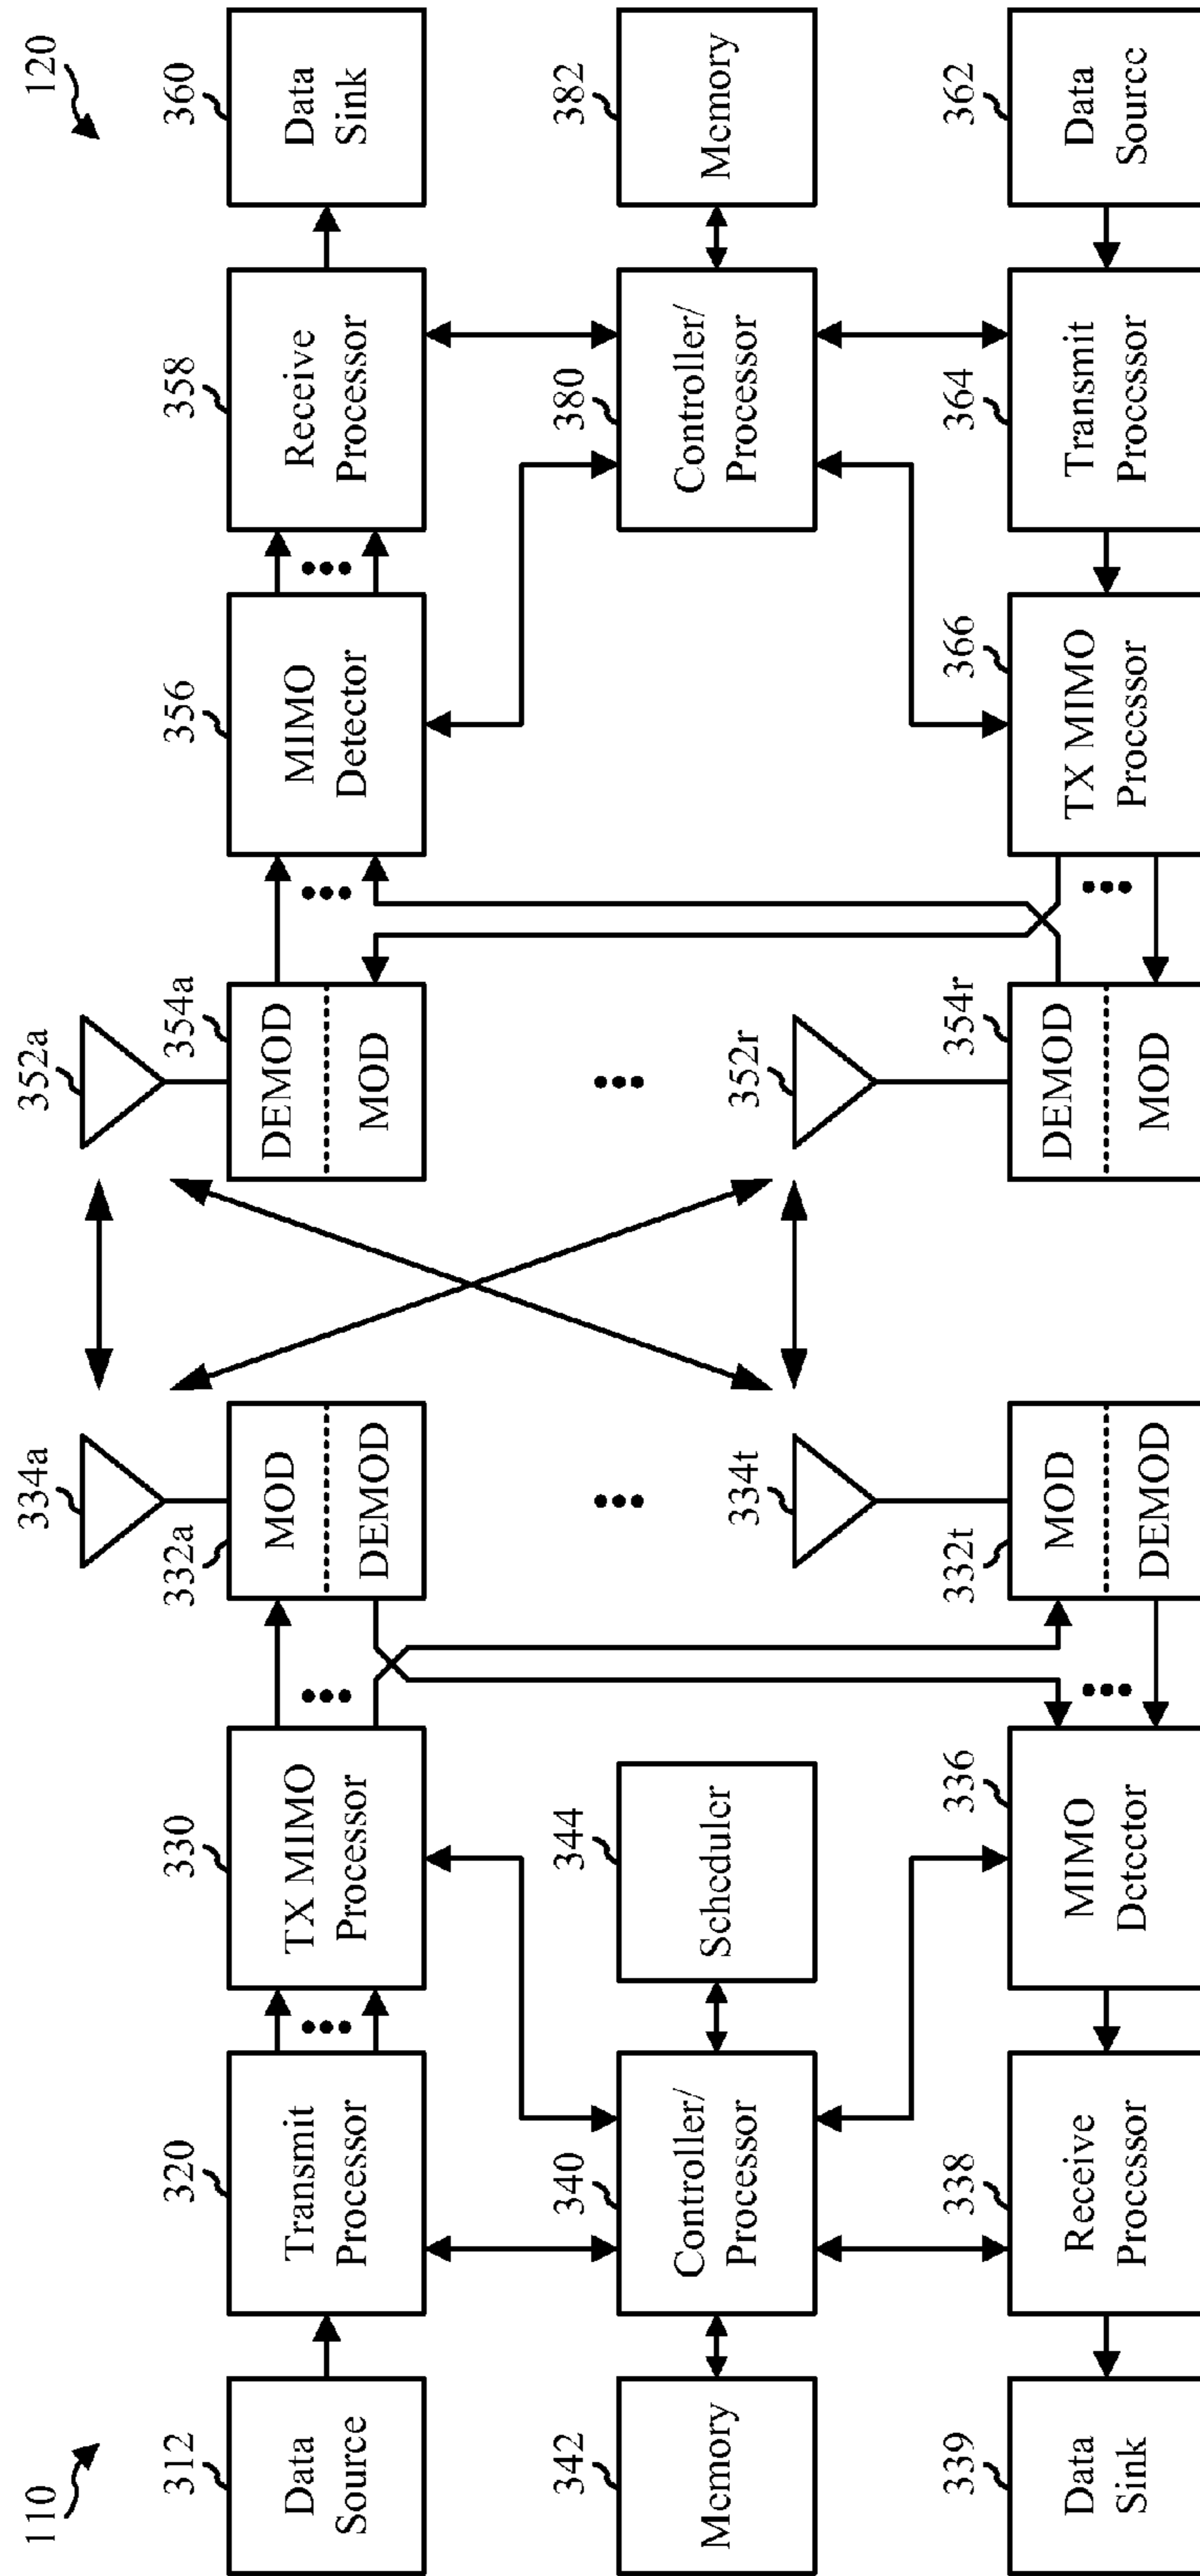 110
120
334a
352a
312
320
330
332a
354a
356
358
360
Data
Source
Transmit
Processor
TX MIMO
Processor
MOD
DEMOD
DEMOD
MOD
MIMO
Detector
Receive
Processor
Data
Sink
342
340
344
334t
352r
380
382
Memory
Controller/
Processor
Scheduler
Controller/
Processor
Memory
339
338
336
332t
354r
366
364
362
Data
Sink
Receive
Processor
MIMO
Detector
MOD
DEMOD
DEMOD
MOD
TX MIMO
Processor
Transmit
Processor
Data
Source